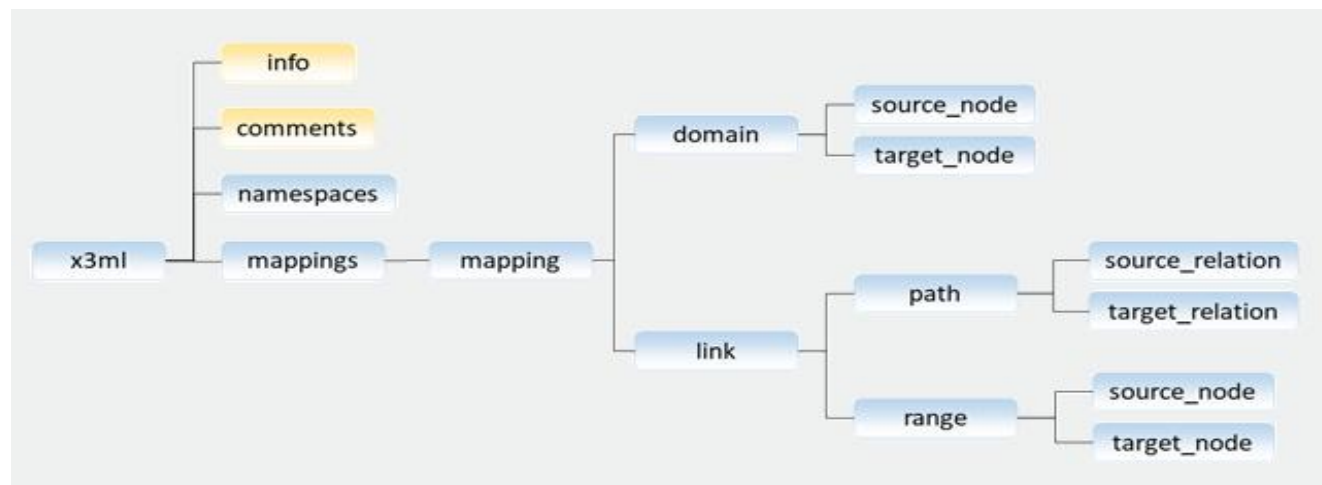 info
comments
namespaces
x3ml
mappings
mapping
domain
source_node
target_node
link
path
source_relation
target_relation
range
source_node
target_node